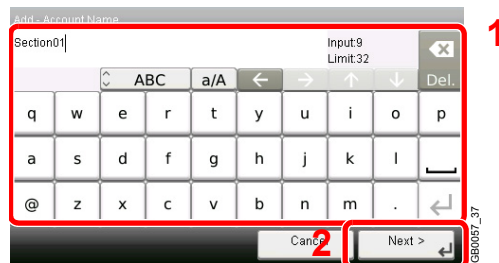 Add - Account Name
1
Section01
Input:9
Limit:32
ABC a/A ← → ↑ ↓ Del.
q w e r t y u i o p
a s d f g h j k l
@ z x c v b n m .
2
Cancel Next >
GB0057_37